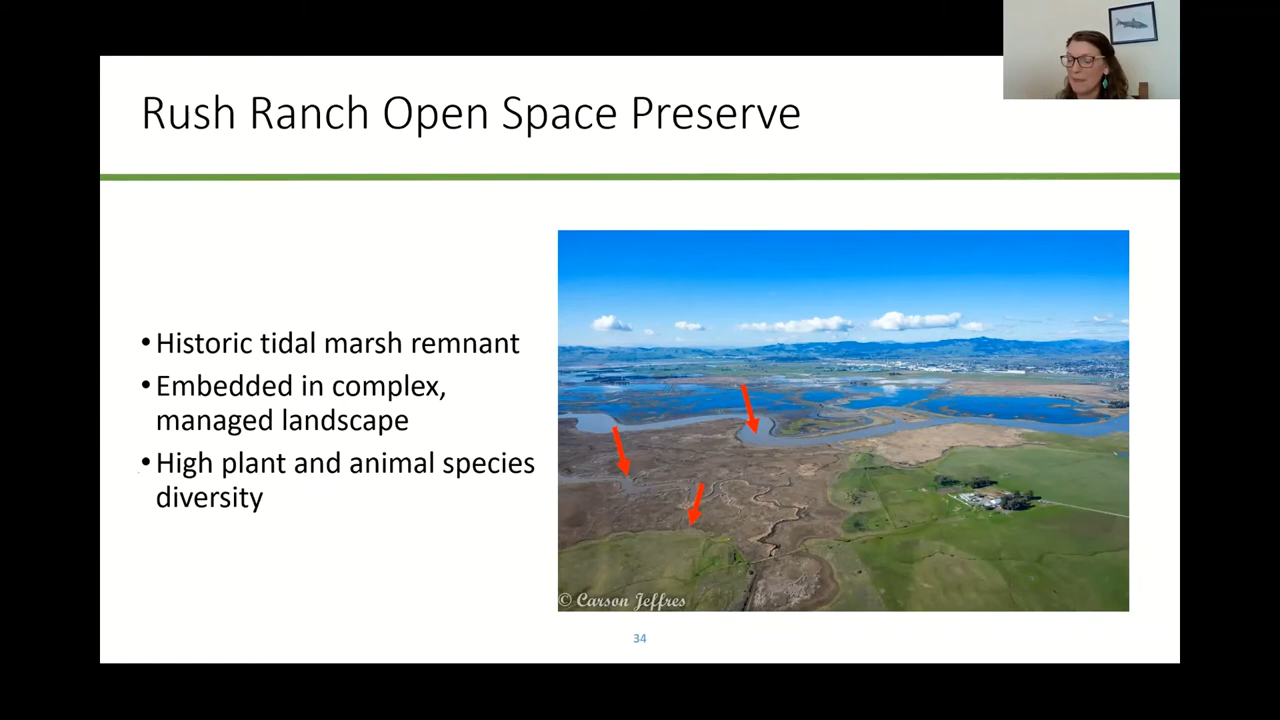 Rush Ranch Open Space Preserve
•Historic tidal marsh remnant
•Embedded in complex,
managed landscape
•High plant and animal species
diversity
© Carson Jeffres
34